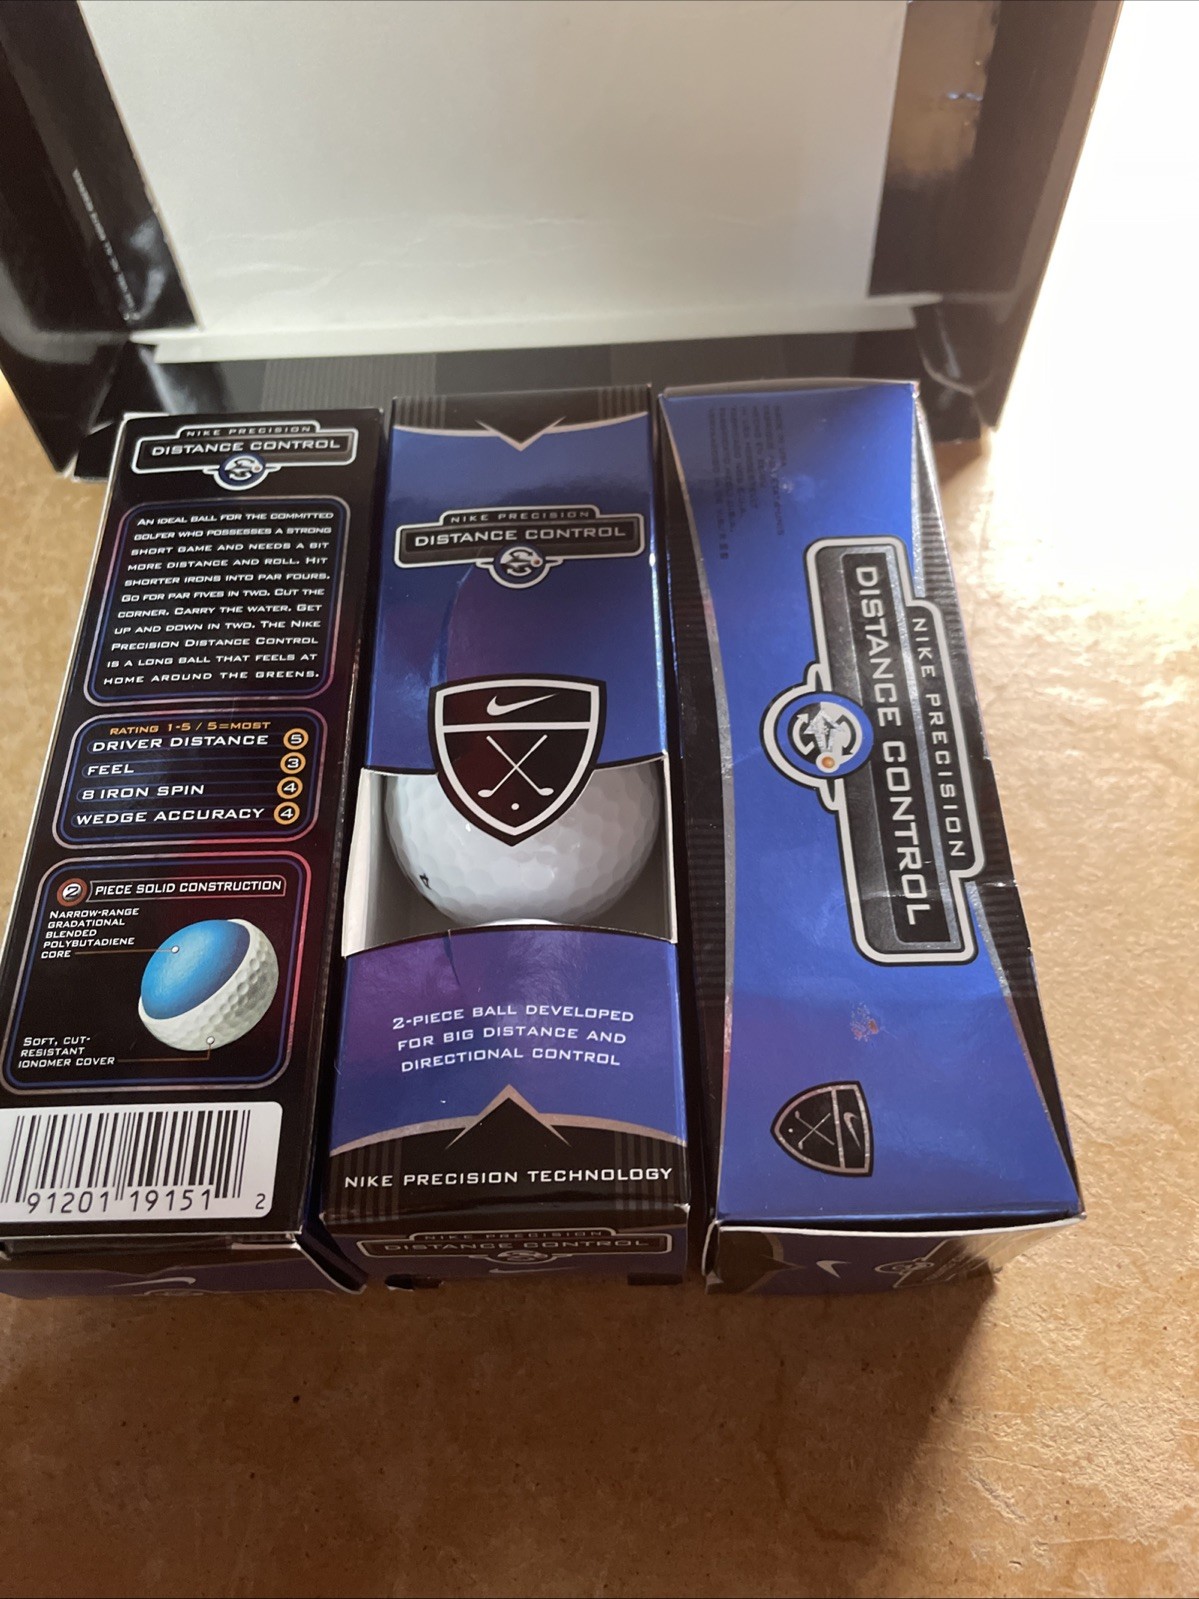 NIKE PRECISION
DISTANCE CONTROL
AN IDEAL BALL FOR THE COMMITTED
GOLFER WHO POSSESSES A STRONG
SHORT GAME AND NEEDS A BIT
MORE DISTANCE AND ROLL. HIT
SHORTER IRONS INTO PAR FOURS.
GO FOR PAR FIVES IN TWO. CUT THE
CORNER. CARRY THE WATER. GET
UP AND DOWN IN TWO. THE NIKE
PRECISION DISTANCE CONTROL
IS A LONG BALL THAT FEELS AT
HOME AROUND THE GREENS.
RATING 1-5 / 5=MOST
DRIVER DISTANCE 5
FEEL 3
8 IRON SPIN 4
WEDGE ACCURACY 4
2 PIECE SOLID CONSTRUCTION
NARROW-RANGE
GRADATIONAL
BLENDED
POLYBUTADIENE
CORE
SOFT, CUT-
RESISTANT
IONOMER COVER
91201 19151 2
NIKE PRECISION
DISTANCE CONTROL
2-PIECE BALL DEVELOPED
FOR BIG DISTANCE AND
DIRECTIONAL CONTROL
NIKE PRECISION TECHNOLOGY
NIKE PRECISION
DISTANCE CONTROL
NIKE PRECISION
DISTANCE CONTROL